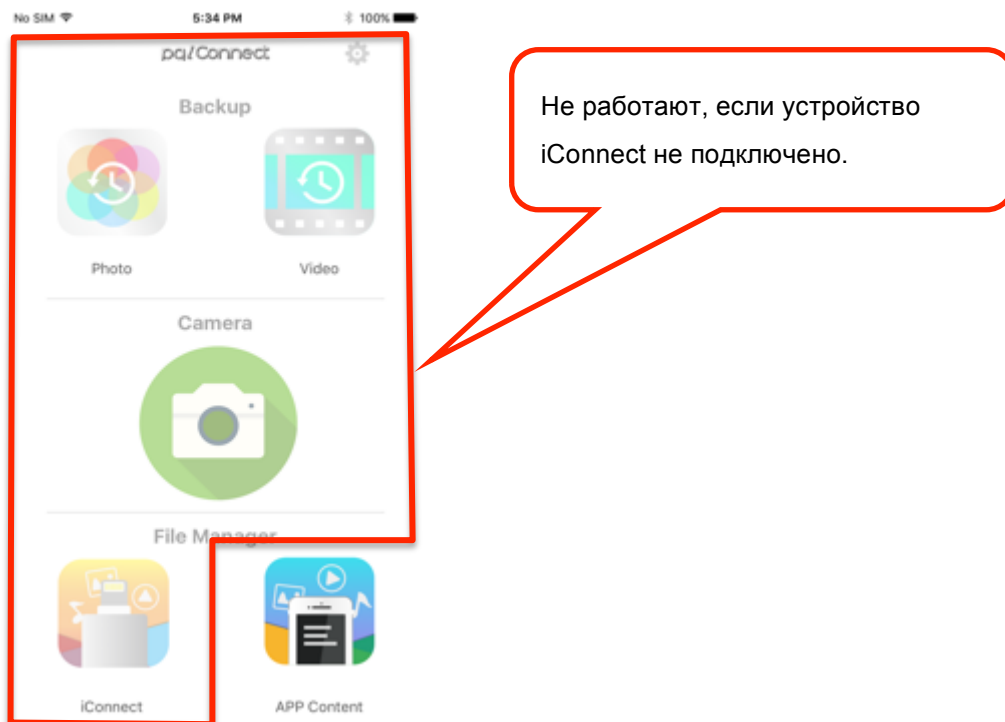 No SIM 5:34 PM 100%
pqiConnect
Backup
Photo Video
Camera
File Manager
iConnect APP Content
Не работают, если устройство
iConnect не подключено.